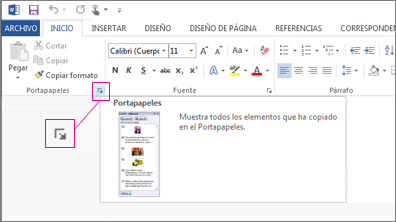 ARCHIVO INICIO INSERTAR DISEÑO DISEÑO DE PÁGINA REFERENCIAS CORRESPONDEN
Pegar
Cortar
Copiar
Copiar formato
Portapapeles
Calibri (Cuerp 11 A A Aa
N K S abc x₂ x² A A
Fuente
Párrafo
Portapapeles
Muestra todos los elementos que ha copiado
en el Portapapeles.